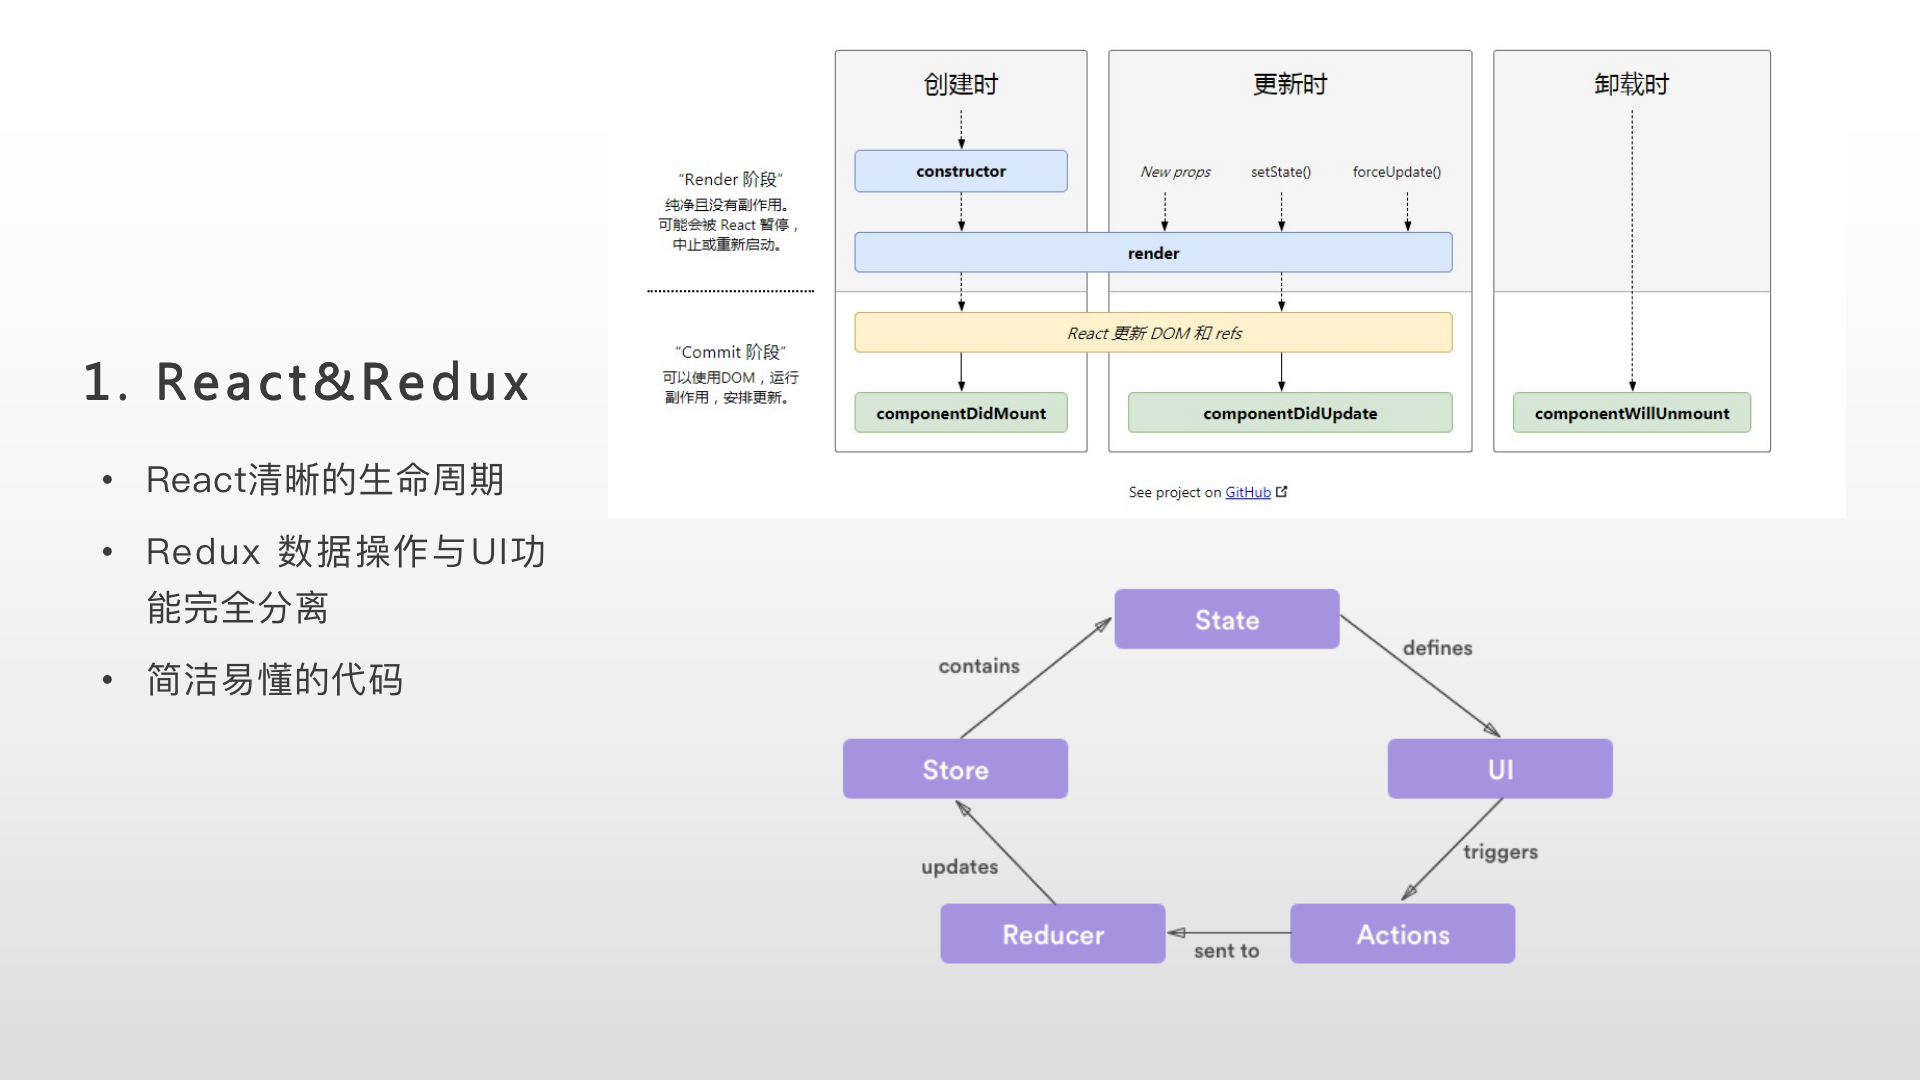 1. React&Redux
• React清晰的生命周期
• Redux 数据操作与UI功
能完全分离
• 简洁易懂的代码
创建时
更新时
卸载时
“Render 阶段”
纯净且没有副作用。
可能会被 React 暂停，
中止或重新启动。
constructor
New props
setState()
forceUpdate()
render
“Commit 阶段”
可以使用DOM，运行
副作用，安排更新。
React 更新 DOM 和 refs
componentDidMount
componentDidUpdate
componentWillUnmount
See project on GitHub
State
contains
defines
Store
UI
updates
triggers
Reducer
sent to
Actions